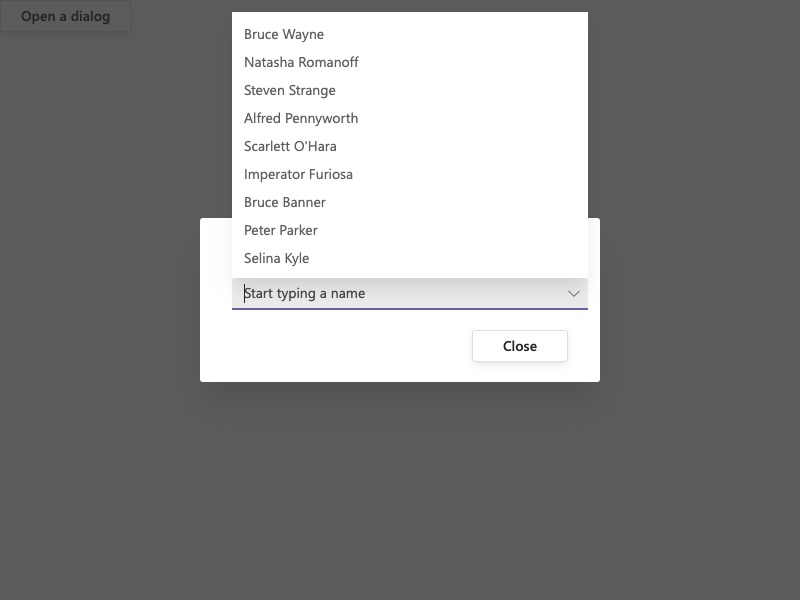 Open a dialog
Bruce Wayne
Natasha Romanoff
Steven Strange
Alfred Pennyworth
Scarlett O'Hara
Imperator Furiosa
Bruce Banner
Peter Parker
Selina Kyle
Start typing a name
Close